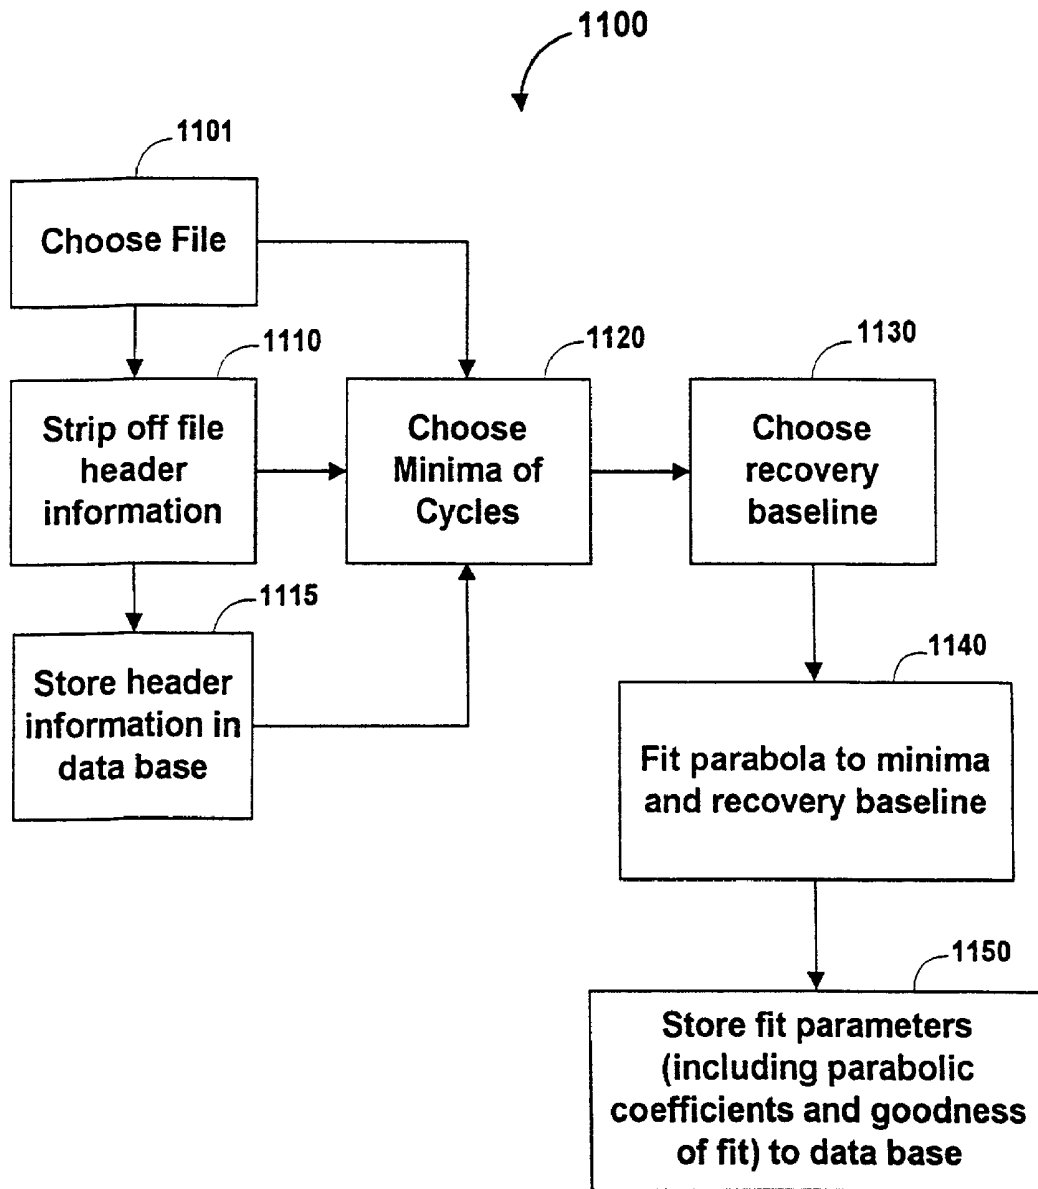 1100
1101
Choose File
1110
Strip off file
header
information
1120
Choose
Minima of
Cycles
1130
Choose
recovery
baseline
1115
Store header
information in
data base
1140
Fit parabola to minima
and recovery baseline
1150
Store fit parameters
(including parabolic
coefficients and goodness
of fit) to data base